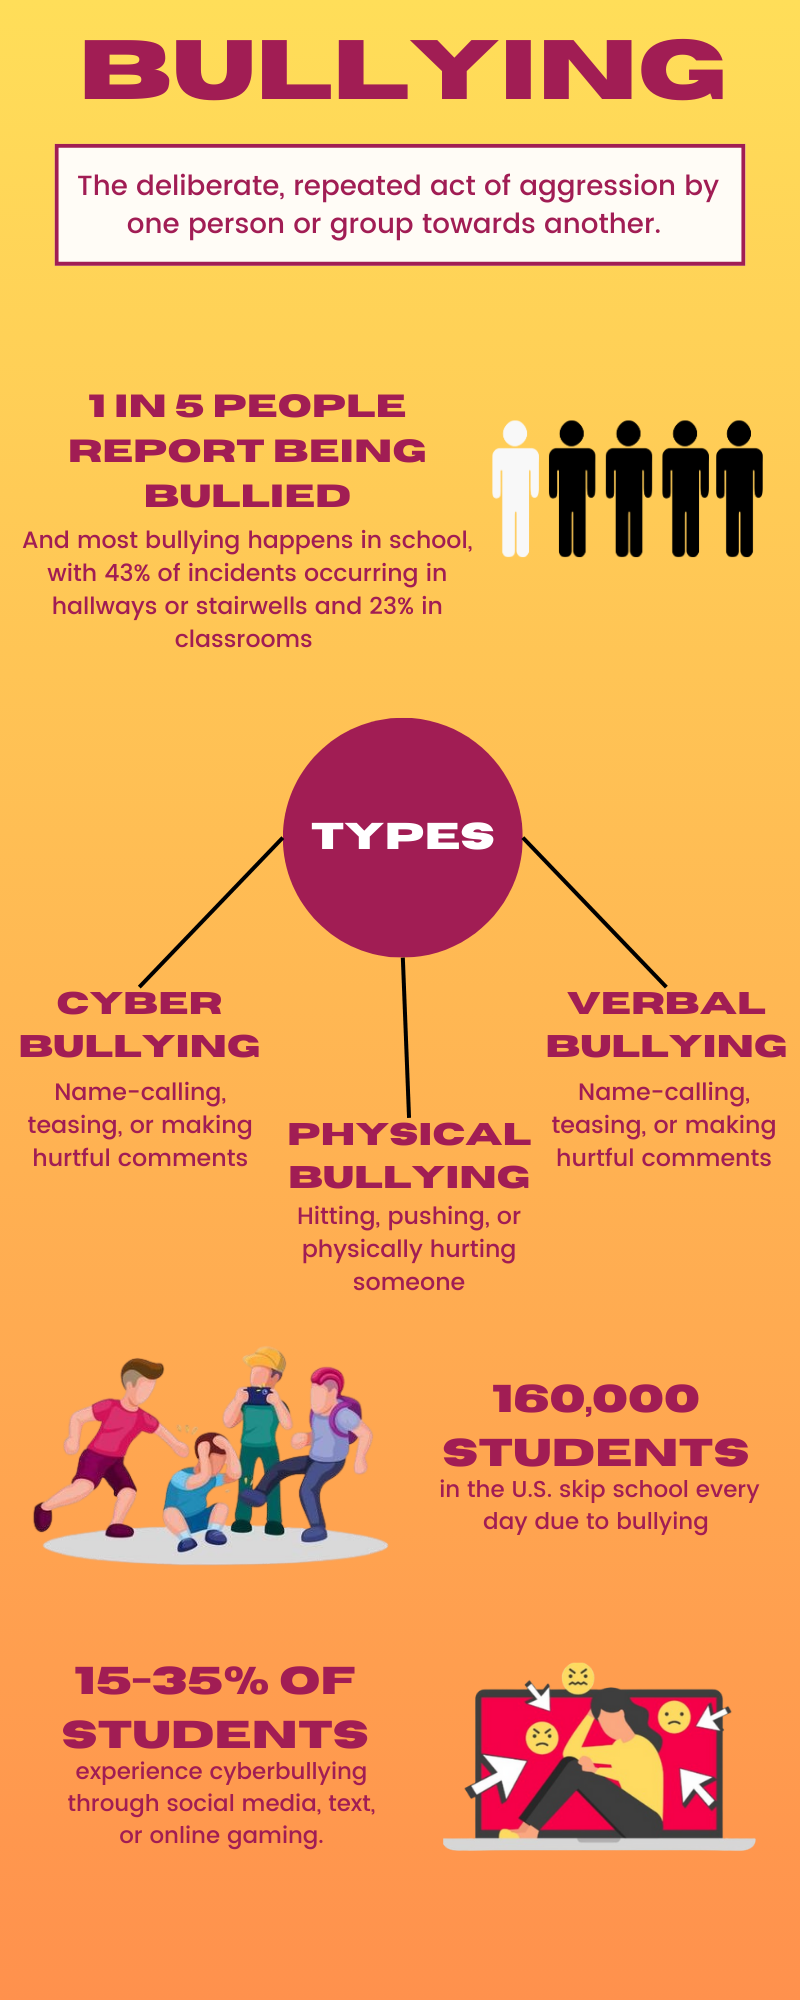 BULLYING
The deliberate, repeated act of aggression by
one person or group towards another.
1 IN 5 PEOPLE
REPORT BEING
BULLIED
And most bullying happens in school,
with 43% of incidents occurring in
hallways or stairwells and 23% in
classrooms
TYPES
CYBER
BULLYING
Name-calling,
teasing, or making
hurtful comments
PHYSICAL
BULLYING
Hitting, pushing, or
physically hurting
someone
VERBAL
BULLYING
Name-calling,
teasing, or making
hurtful comments
160,000
STUDENTS
in the U.S. skip school every
day due to bullying
15-35% OF
STUDENTS
experience cyberbullying
through social media, text,
or online gaming.